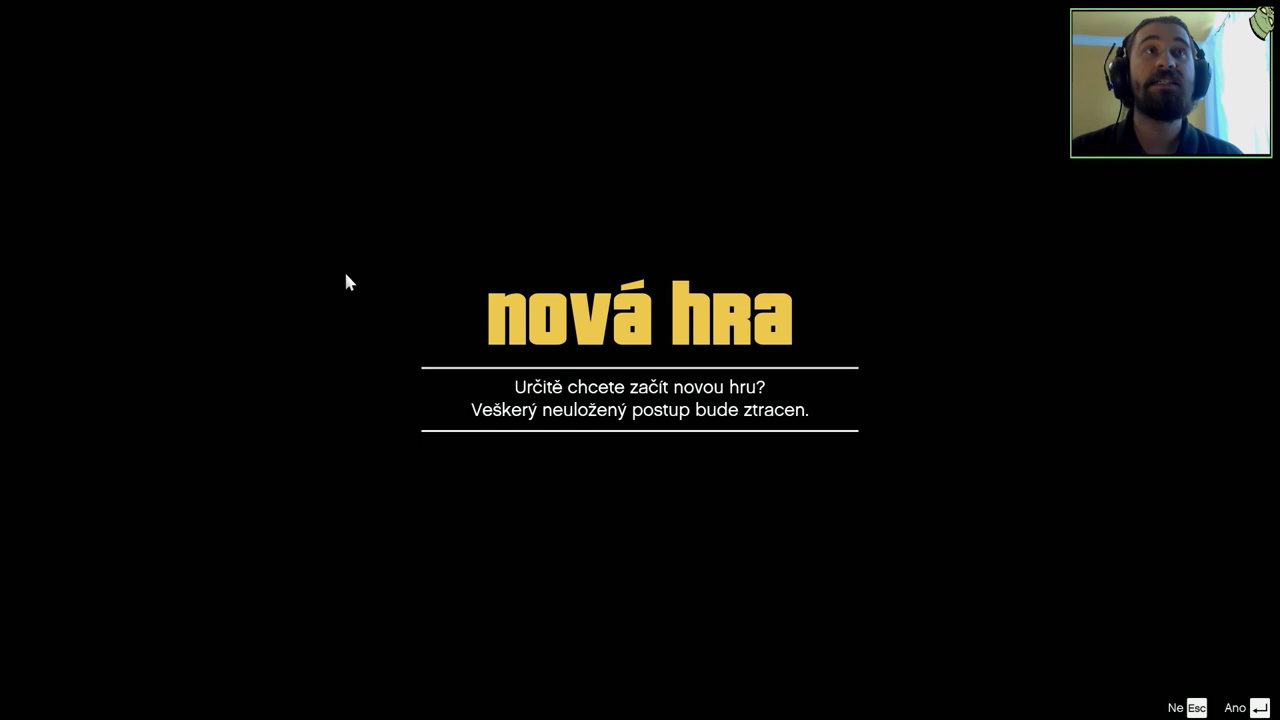 nová hra
Určitě chcete začít novou hru?
Veškerý neuložený postup bude ztracen.
Ne Esc Ano